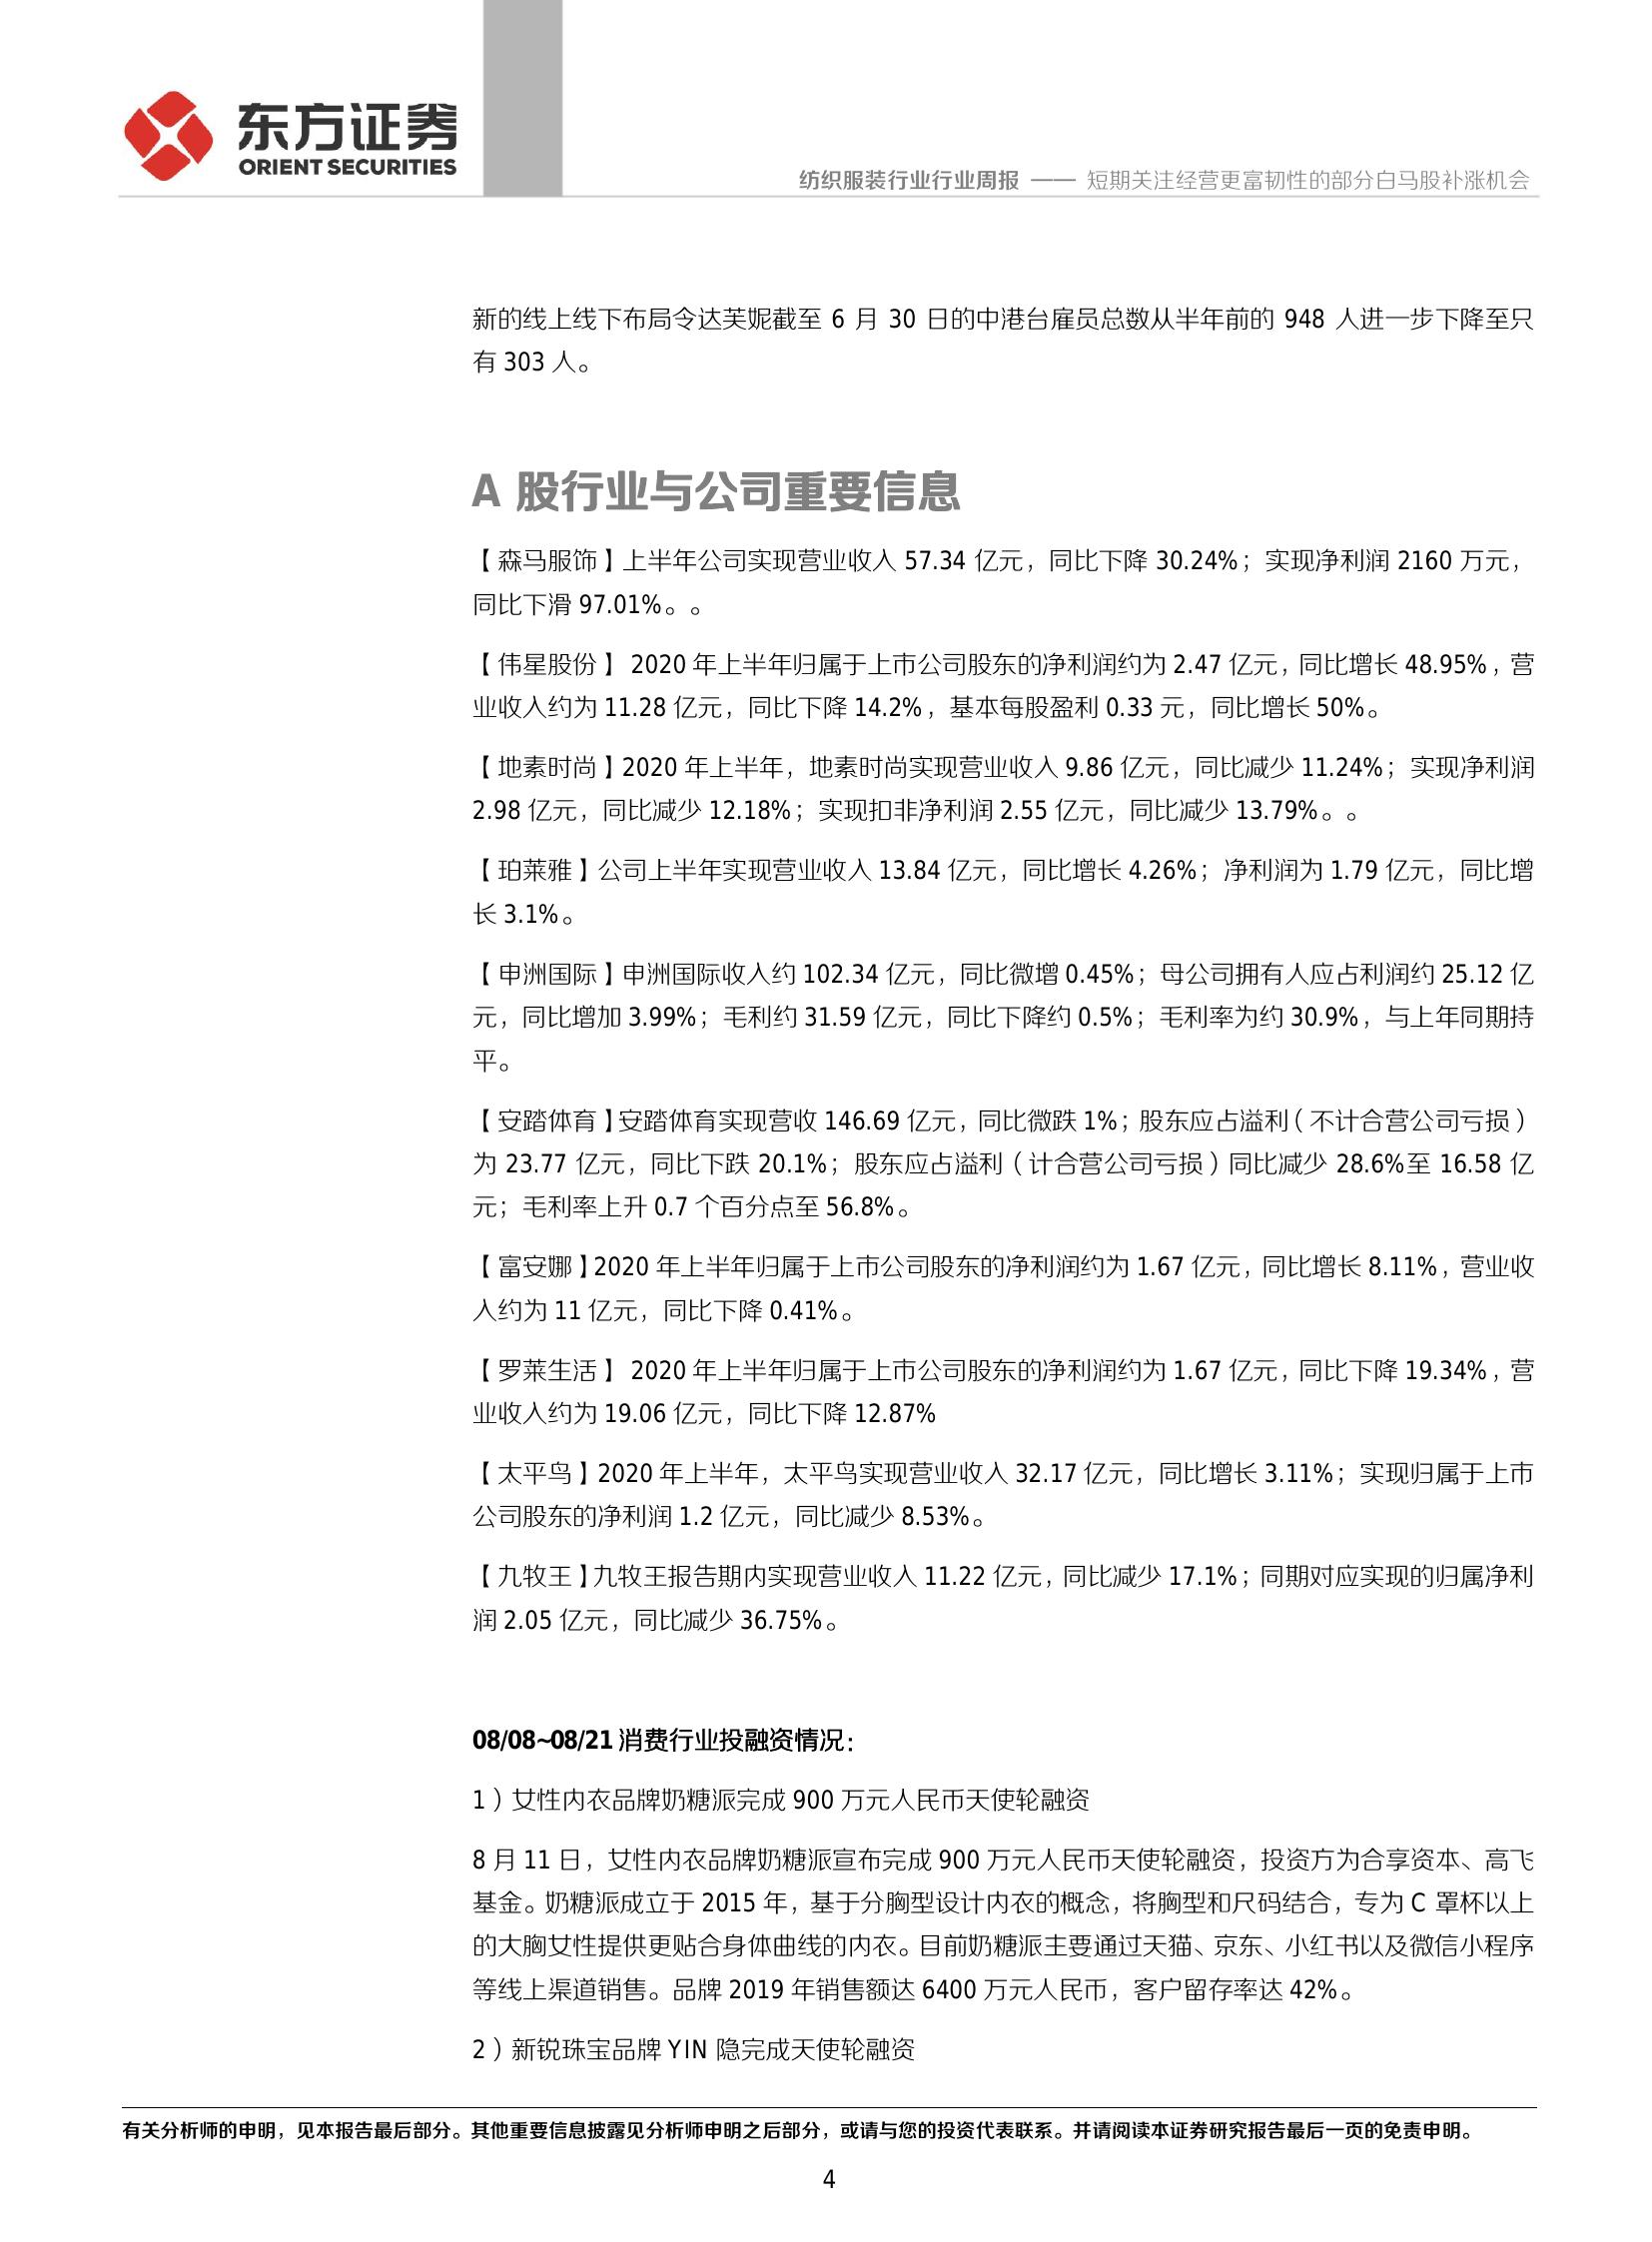 东方证券
ORIENT SECURITIES
纺织服装行业行业周报 —— 短期关注经营更富韧性的部分白马股补涨机会
新的线上线下布局令达芙妮截至 6 月 30 日的中港台雇员总数从半年前的 948 人进一步下降至只
有 303 人。
A 股行业与公司重要信息
【森马服饰】上半年公司实现营业收入 57.34 亿元，同比下降 30.24%；实现净利润 2160 万元，
同比下滑 97.01%。。
【伟星股份】 2020 年上半年归属于上市公司股东的净利润约为 2.47 亿元，同比增长 48.95%，营
业收入约为 11.28 亿元，同比下降 14.2%，基本每股盈利 0.33 元，同比增长 50%。
【地素时尚】2020 年上半年，地素时尚实现营业收入 9.86 亿元，同比减少 11.24%；实现净利润
2.98 亿元，同比减少 12.18%；实现扣非净利润 2.55 亿元，同比减少 13.79%。。
【珀莱雅】公司上半年实现营业收入 13.84 亿元，同比增长 4.26%；净利润为 1.79 亿元，同比增
长 3.1%。
【申洲国际】申洲国际收入约 102.34 亿元，同比微增 0.45%；母公司拥有人应占利润约 25.12 亿
元，同比增加 3.99%；毛利约 31.59 亿元，同比下降约 0.5%；毛利率为约 30.9%，与上年同期持
平。
【安踏体育】安踏体育实现营收 146.69 亿元，同比微跌 1%；股东应占溢利（不计合营公司亏损）
为 23.77 亿元，同比下跌 20.1%；股东应占溢利（计合营公司亏损）同比减少 28.6%至 16.58 亿
元；毛利率上升 0.7 个百分点至 56.8%。
【富安娜】2020 年上半年归属于上市公司股东的净利润约为 1.67 亿元，同比增长 8.11%，营业收
入约为 11 亿元，同比下降 0.41%。
【罗莱生活】 2020 年上半年归属于上市公司股东的净利润约为 1.67 亿元，同比下降 19.34%，营
业收入约为 19.06 亿元，同比下降 12.87%
【太平鸟】2020 年上半年，太平鸟实现营业收入 32.17 亿元，同比增长 3.11%；实现归属于上市
公司股东的净利润 1.2 亿元，同比减少 8.53%。
【九牧王】九牧王报告期内实现营业收入 11.22 亿元，同比减少 17.1%；同期对应实现的归属净利
润 2.05 亿元，同比减少 36.75%。
08/08~08/21 消费行业投融资情况：
1）女性内衣品牌奶糖派完成 900 万元人民币天使轮融资
8 月 11 日，女性内衣品牌奶糖派宣布完成 900 万元人民币天使轮融资，投资方为合享资本、高飞
基金。奶糖派成立于 2015 年，基于分胸型设计内衣的概念，将胸型和尺码结合，专为 C 罩杯以上
的大胸女性提供更贴合身体曲线的内衣。目前奶糖派主要通过天猫、京东、小红书以及微信小程序
等线上渠道销售。品牌 2019 年销售额达 6400 万元人民币，客户留存率达 42%。
2）新锐珠宝品牌 YIN 隐完成天使轮融资
有关分析师的申明，见本报告最后部分。其他重要信息披露见分析师申明之后部分，或请与您的投资代表联系。并请阅读本证券研究报告最后一页的免责申明。
4